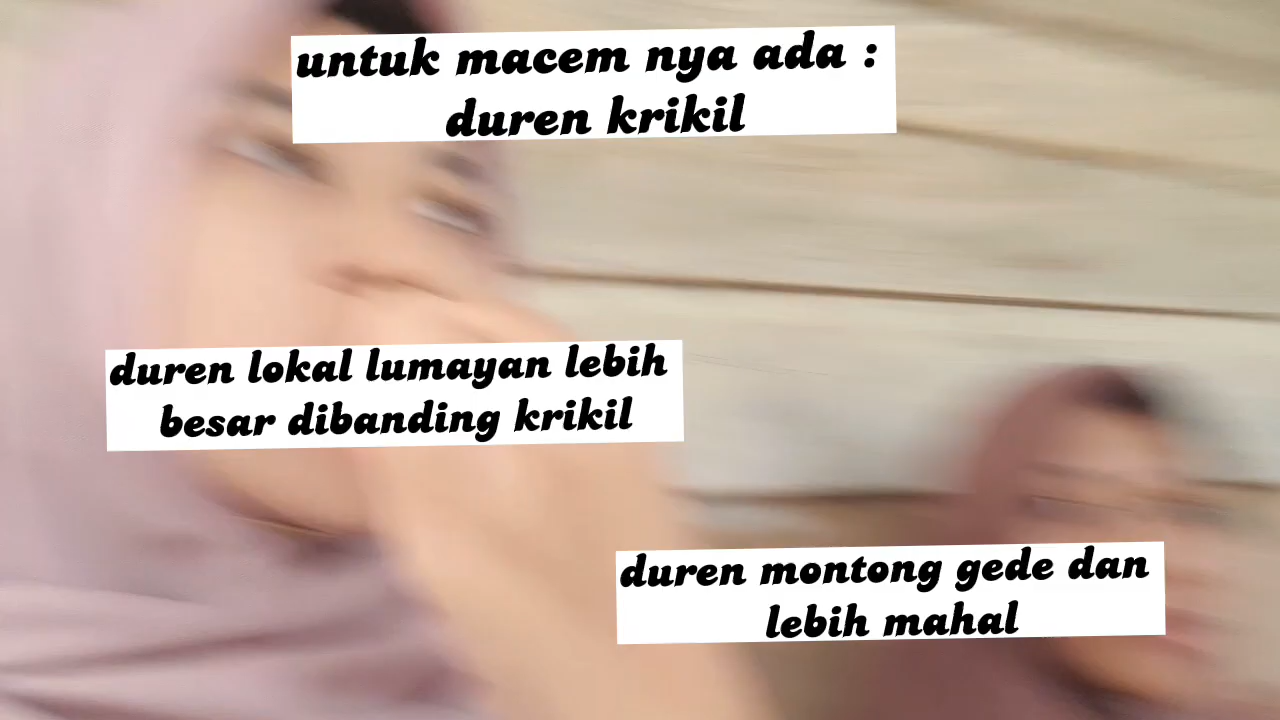 untuk macem nya ada :
duren krikil
duren lokal lumayan lebih
besar dibanding krikil
duren montong gede dan
lebih mahal